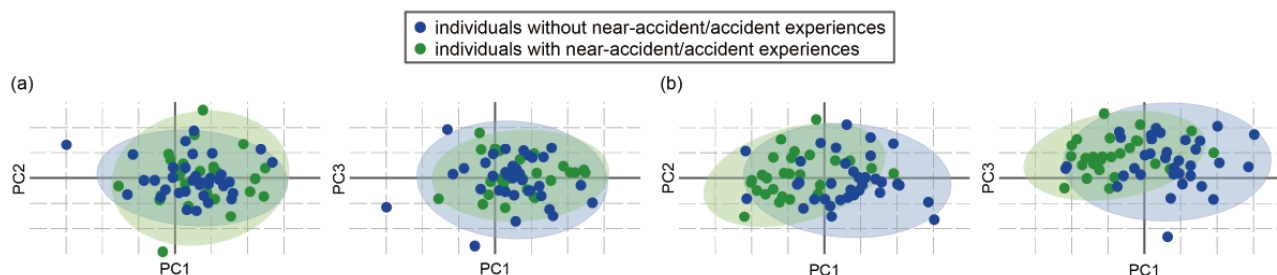 individuals without near-accident/accident experiences
individuals with near-accident/accident experiences
(a)
(b)
PC2
PC1
PC3
PC1
PC2
PC1
PC3
PC1